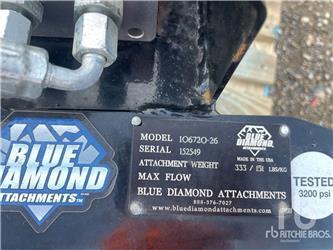 BLUE
DIAMOND
ATTACHMENTS
MODEL 106720-26
SERIAL 152549
ATTACHMENT WEIGHT 333 / 151 LBS/KG
MAX FLOW
BLUE DIAMOND ATTACHMENTS
888-376-7027
www.bluediamondattachments.com
BLUE
DIAMOND
MADE IN THE USA
TESTED
3200 psi
rb
RITCHIE BROS